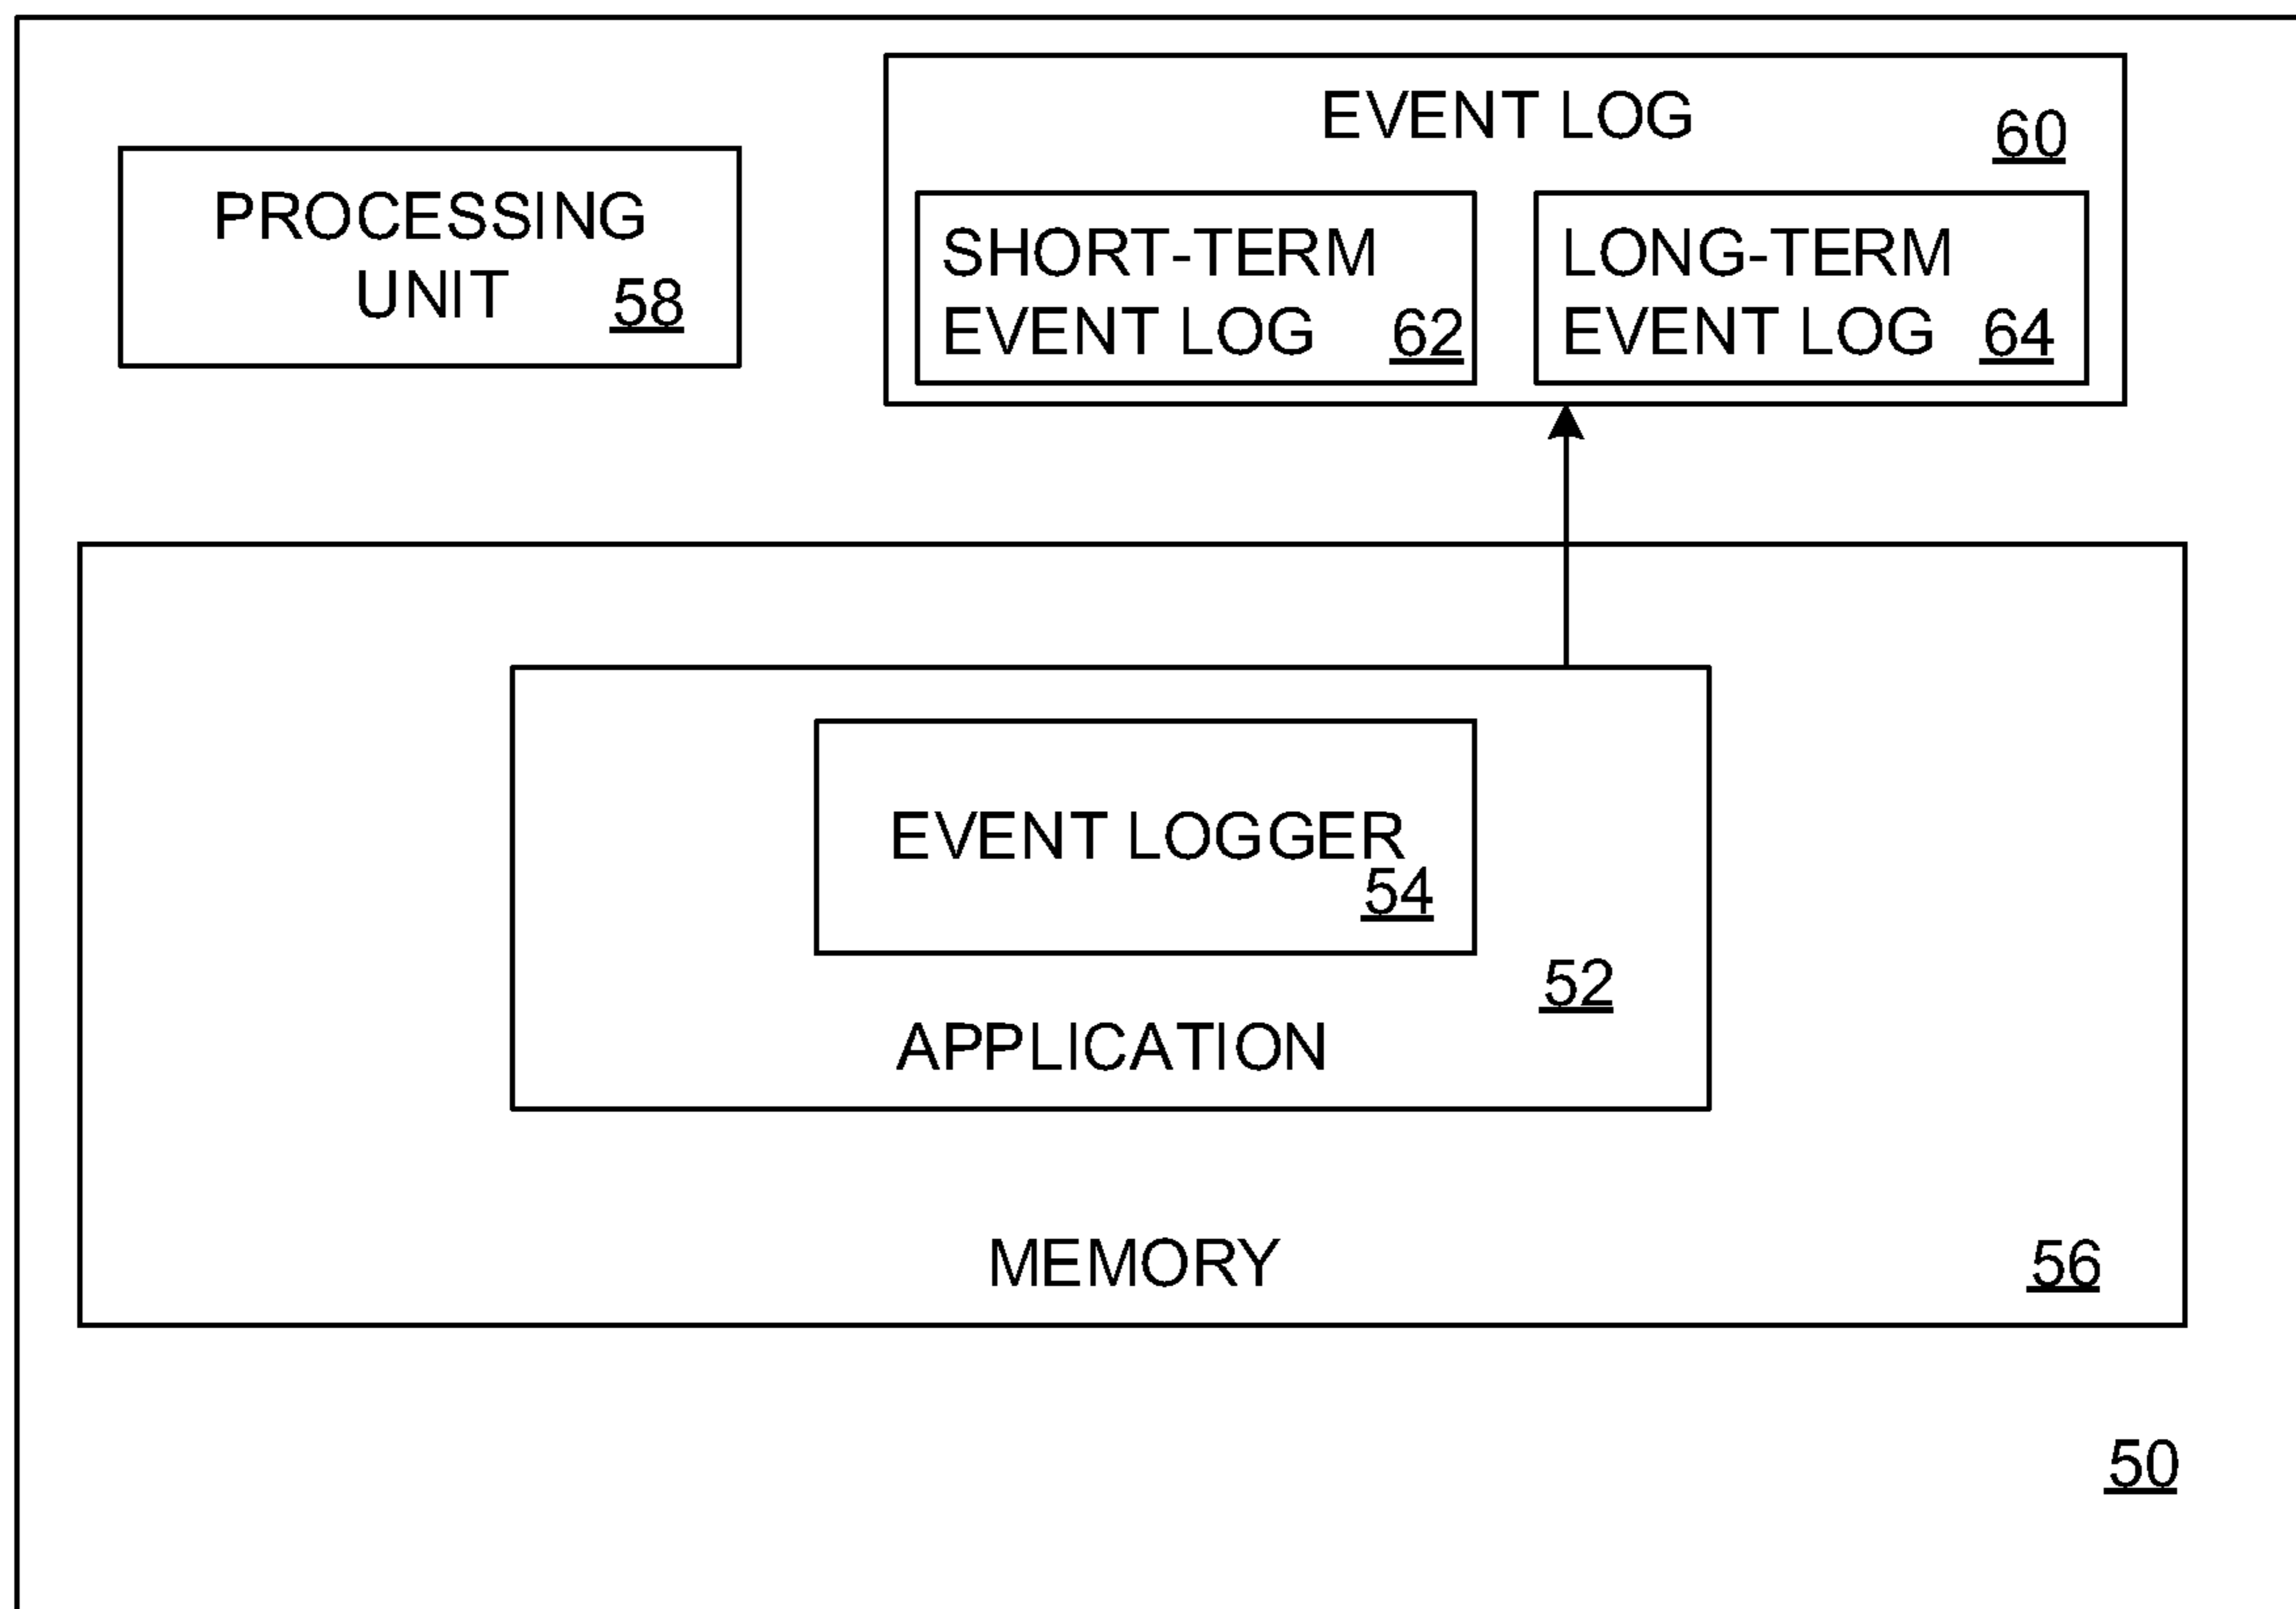 EVENT LOG
60
PROCESSING
UNIT 58
SHORT-TERM
EVENT LOG 62
LONG-TERM
EVENT LOG 64
EVENT LOGGER
54
52
APPLICATION
MEMORY 56
50